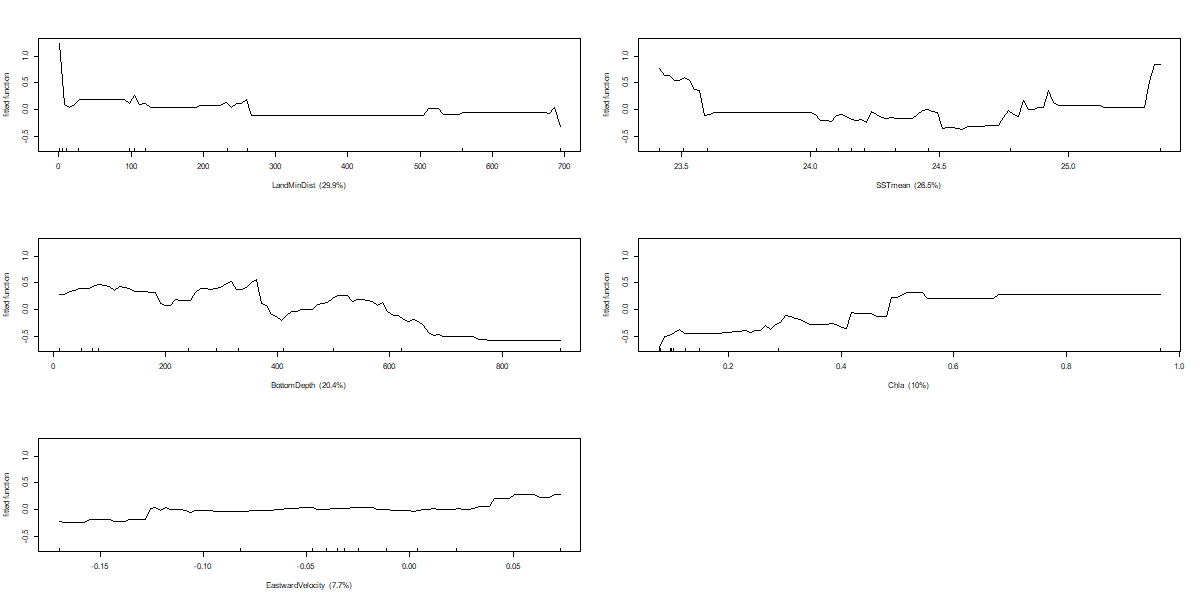 1.0
0.5
0.0
-0.5
fitted function
0 100 200 300 400 500 600 700
LandMinDist (29.9%)
1.0
0.5
0.0
-0.5
fitted function
23.5 24.0 24.5 25.0
SSTmean (26.5%)
1.0
0.5
0.0
-0.5
fitted function
0 200 400 600 800
BottomDepth (20.4%)
1.0
0.5
0.0
-0.5
fitted function
0.2 0.4 0.6 0.8 1.0
Chla (10%)
1.0
0.5
0.0
-0.5
fitted function
-0.15 -0.10 -0.05 0.00 0.05
EastwardVelocity (7.7%)